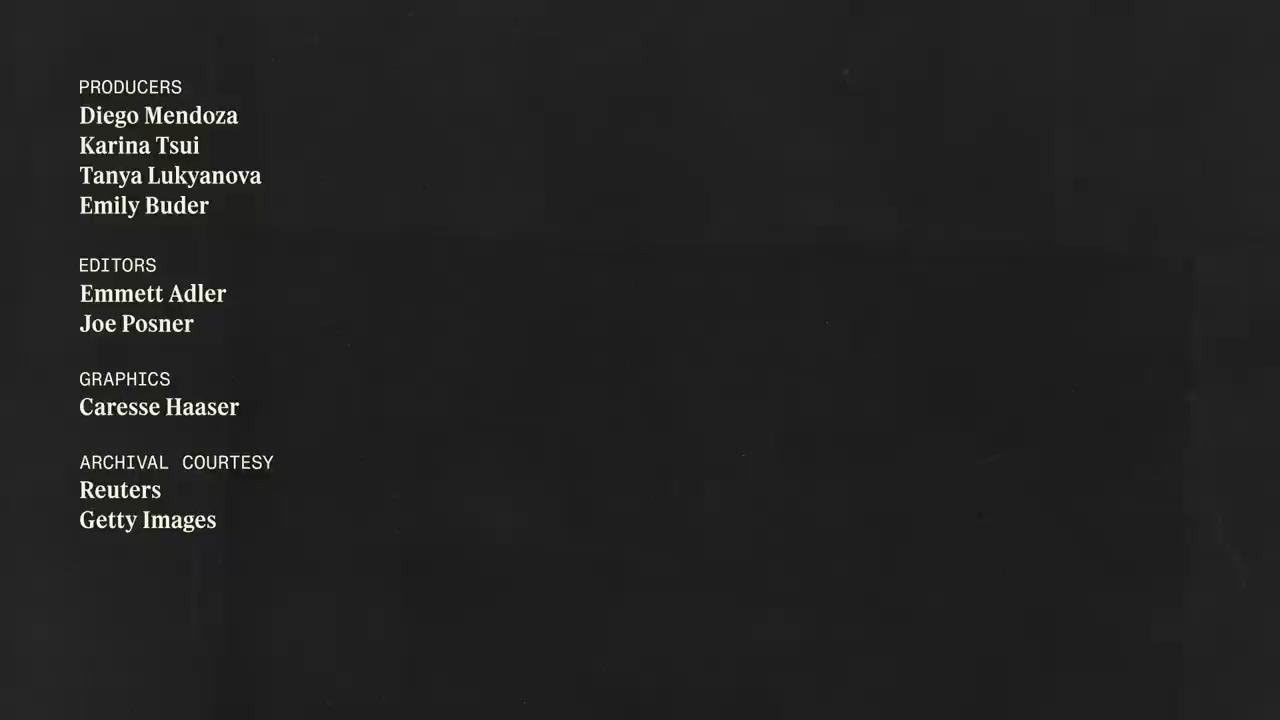 PRODUCERS
Diego Mendoza
Karina Tsui
Tanya Lukyanova
Emily Buder
EDITORS
Emmett Adler
Joe Posner
GRAPHICS
Caresse Haaser
ARCHIVAL COURTESY
Reuters
Getty Images